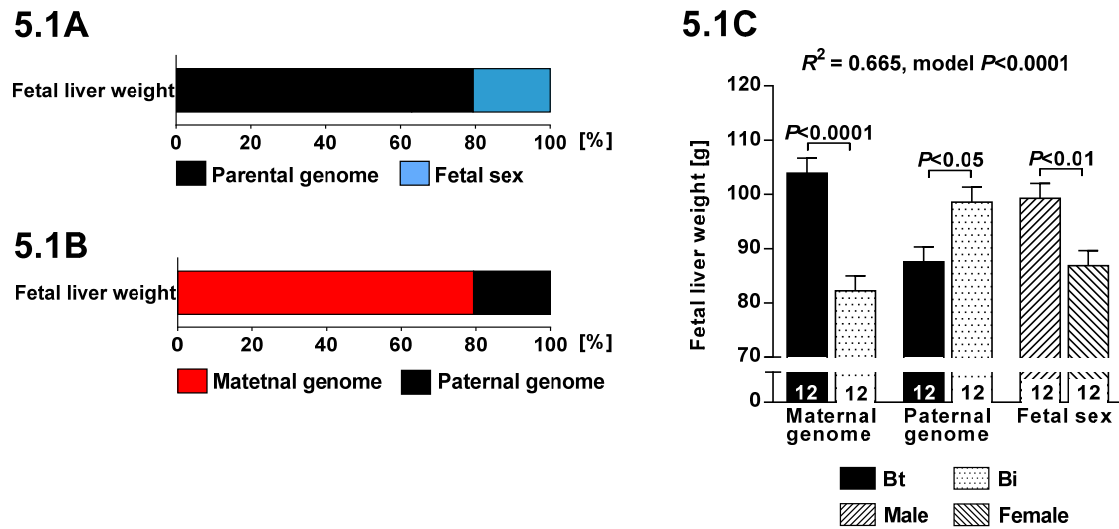 5.1A
Fetal liver weight
0 20 40 60 80 100 [%]
Parental genome Fetal sex
5.1B
Fetal liver weight
0 20 40 60 80 100 [%]
Matetnal genome Paternal genome
5.1C
R² = 0.665, model P<0.0001
Fetal liver weight [g]
120
110
100
90
80
70
0
P<0.0001
P<0.05
P<0.01
12 12 12 12 12 12
Maternal genome
Paternal genome
Fetal sex
Bt Bi
Male Female